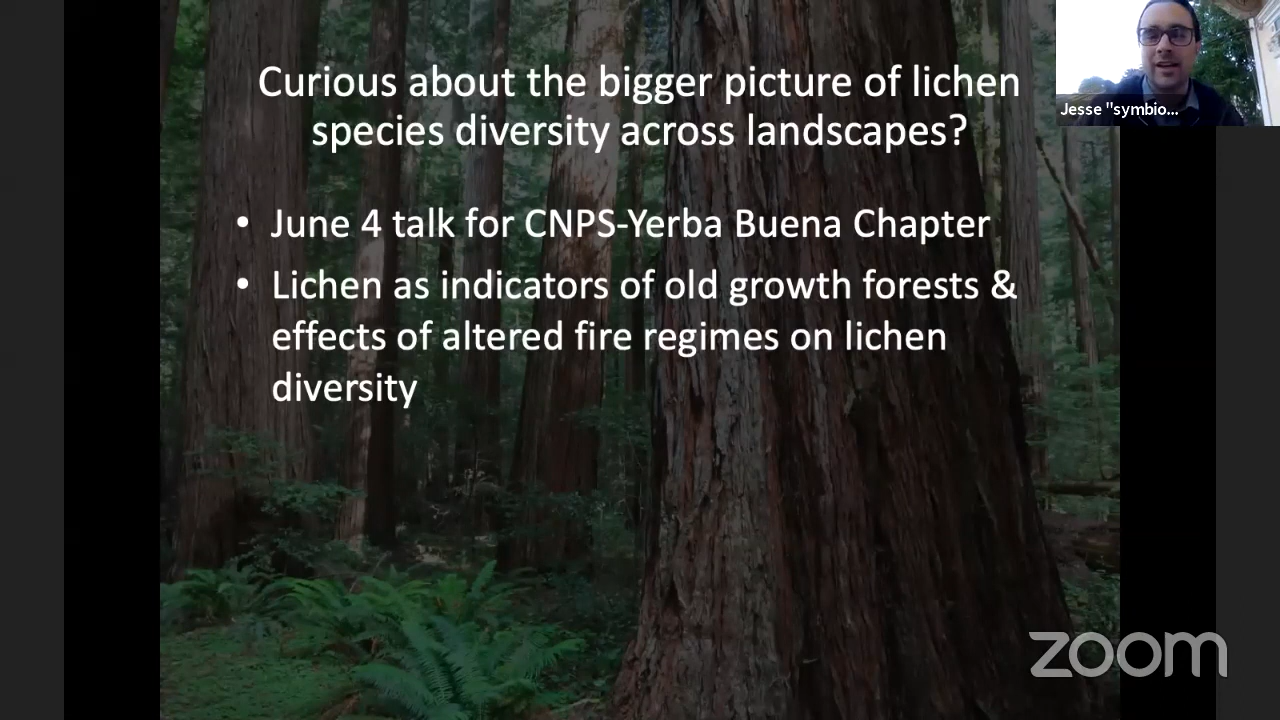 Curious about the bigger picture of lichen
species diversity across landscapes?
• June 4 talk for CNPS-Yerba Buena Chapter
• Lichen as indicators of old growth forests &
effects of altered fire regimes on lichen
diversity
Jesse "symbio...
zoom